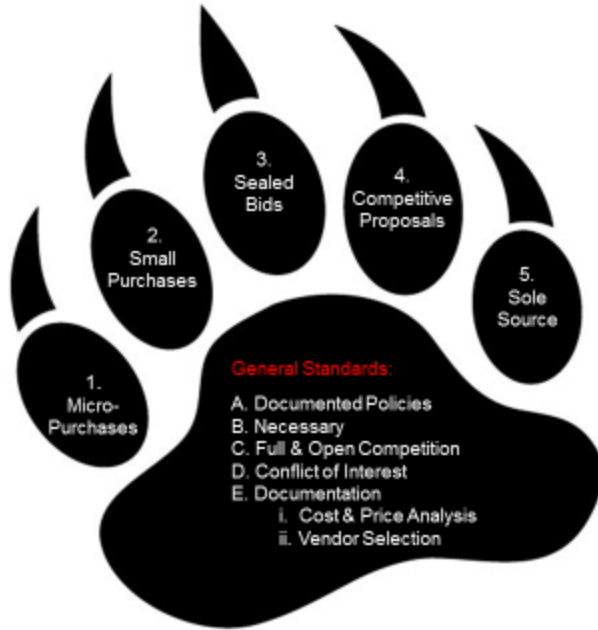 1.
Micro-
Purchases
2.
Small
Purchases
3.
Sealed
Bids
4.
Competitive
Proposals
5.
Sole
Source
General Standards:
A. Documented Policies
B. Necessary
C. Full & Open Competition
D. Conflict of Interest
E. Documentation
i. Cost & Price Analysis
ii. Vendor Selection